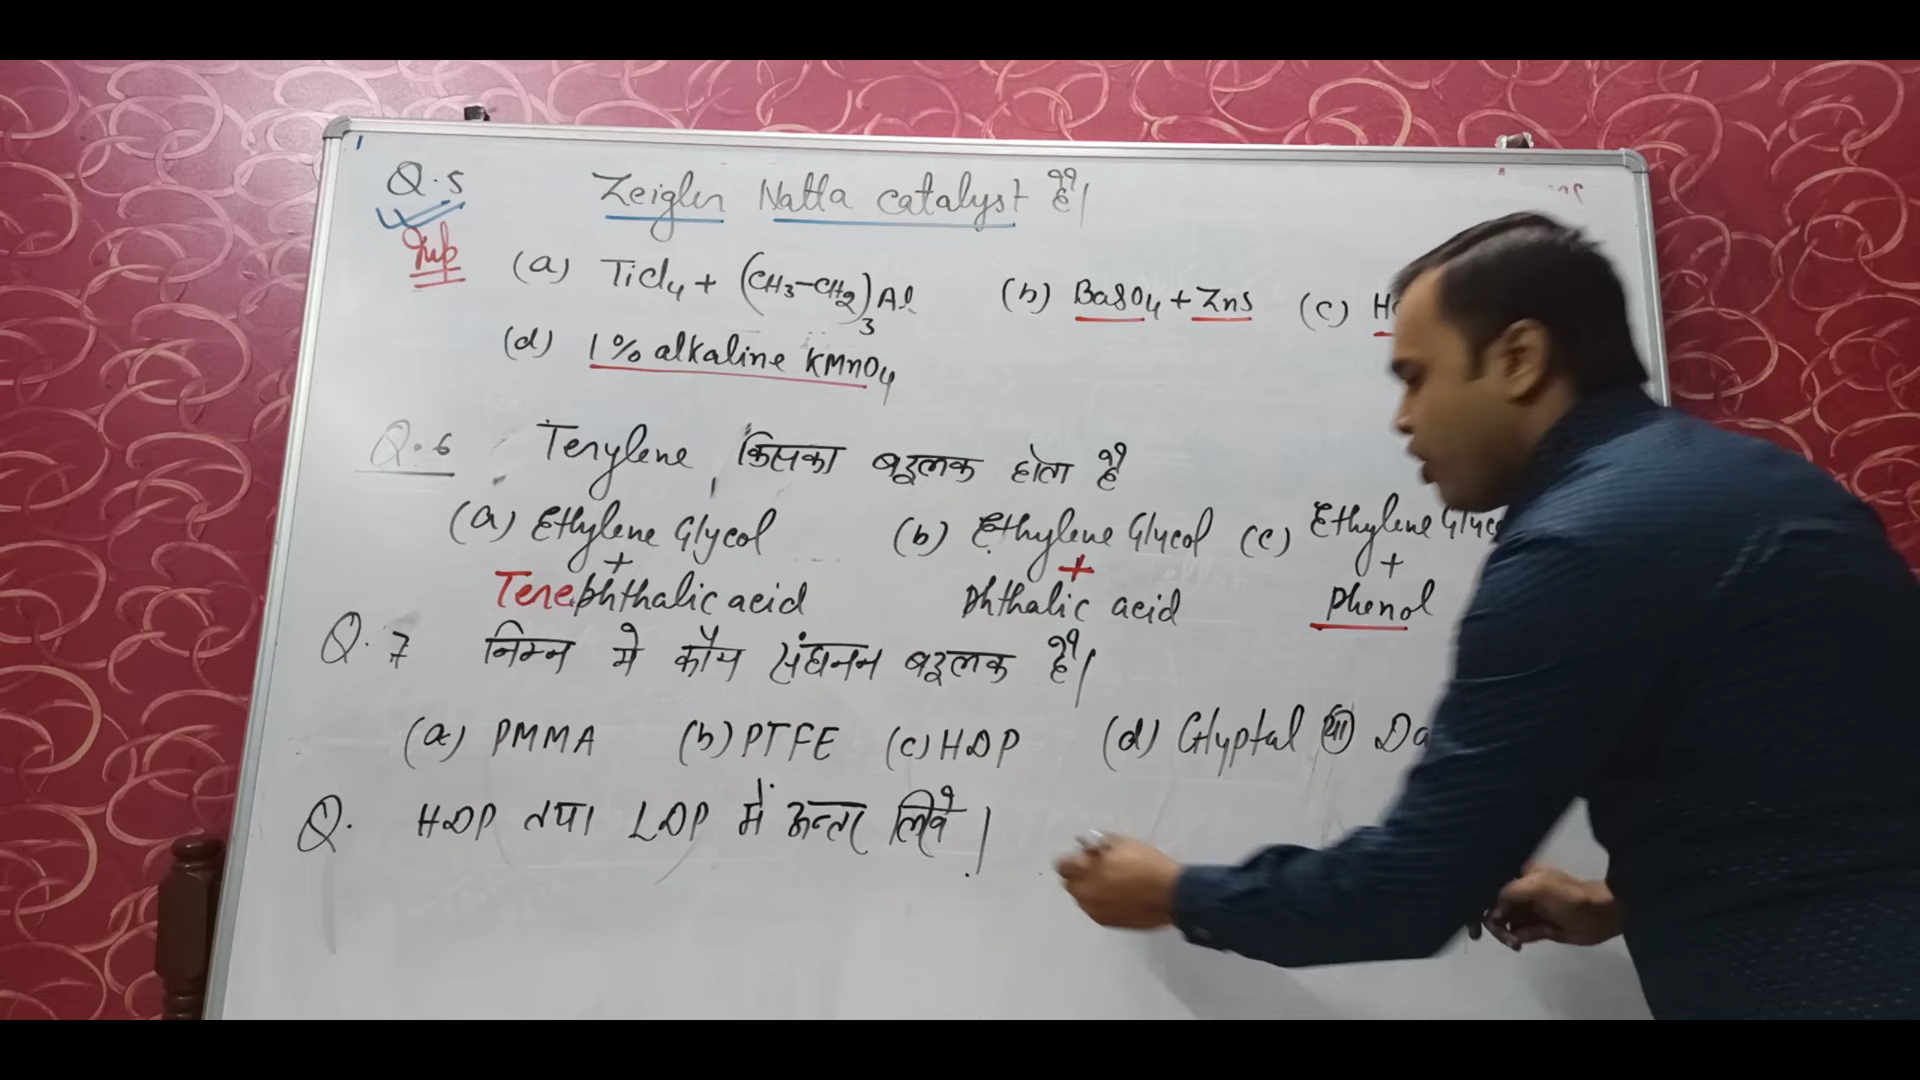 Q.5 Zeigler Natta catalyst है।
Imp
(a) TiCl4 + (CH3-CH2)3 Al (b) BaSO4 + ZnS (c)
(d) 1% alkaline KMnO4
Q.6 Terylene किसका बहुलक होता है
(a) Ethylene Glycol (b) Ethylene Glycol (c) Ethylene
+ + +
Terephthalic acid phthalic acid phenol
Q.7 निम्न मे कौन संघनन बहुलक है।
(a) PMMA (b) PTFE (c) HDP (d) Glyptal या
Q. HDP तथा LDP में अन्तर लिखें।